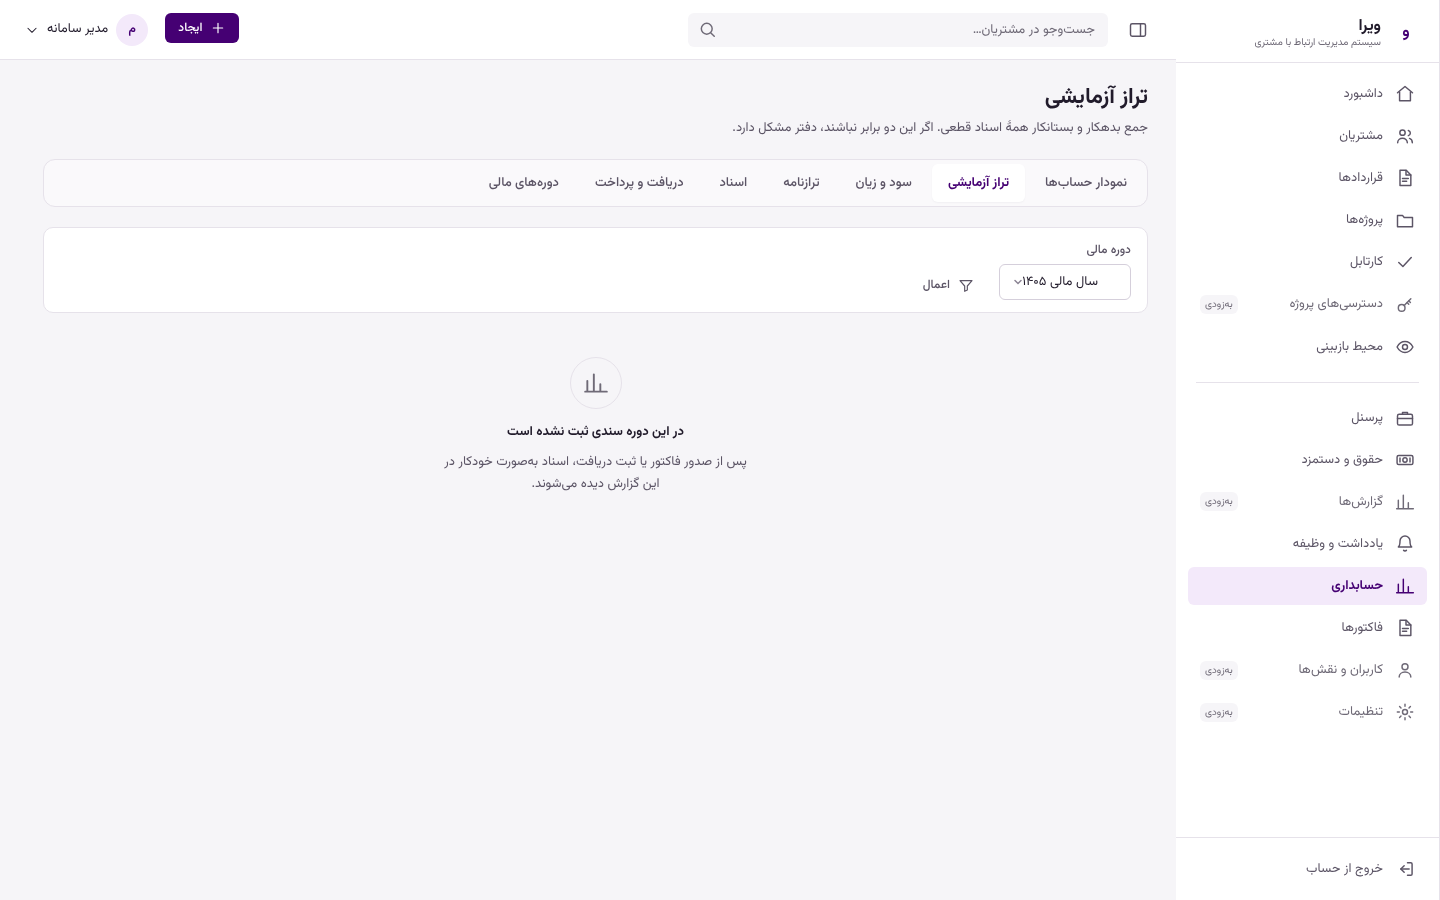 و
ویرا
سیستم مدیریت ارتباط با مشتری
داشبورد
مشتریان
قراردادها
پروژه‌ها
کارتابل
دسترسی‌های پروژه
به‌زودی
محیط بازبینی
پرسنل
حقوق و دستمزد
گزارش‌ها
به‌زودی
یادداشت و وظیفه
حسابداری
فاکتورها
کاربران و نقش‌ها
به‌زودی
تنظیمات
به‌زودی
خروج از حساب
جست‌وجو در مشتریان...
ایجاد
م
مدیر سامانه
تراز آزمایشی
جمع بدهکار و بستانکار همهٔ اسناد قطعی. اگر این دو برابر نباشند، دفتر مشکل دارد.
نمودار حساب‌ها
تراز آزمایشی
سود و زیان
ترازنامه
اسناد
دریافت و پرداخت
دوره‌های مالی
دوره مالی
سال مالی ۱۴۰۵
اعمال
در این دوره سندی ثبت نشده است
پس از صدور فاکتور یا ثبت دریافت، اسناد به‌صورت خودکار در
این گزارش دیده می‌شوند.